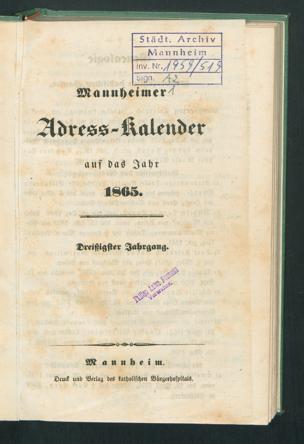 Städt. Archiv
Mannheim
Inv. Nr. 1959/519
Sign. A2
1
Mannheimer
Adress-Kalender
auf das Jahr
1865.
Dreißigster Jahrgang.
Mannheim.
Druck und Verlag des katholischen Bürgerhospitals.